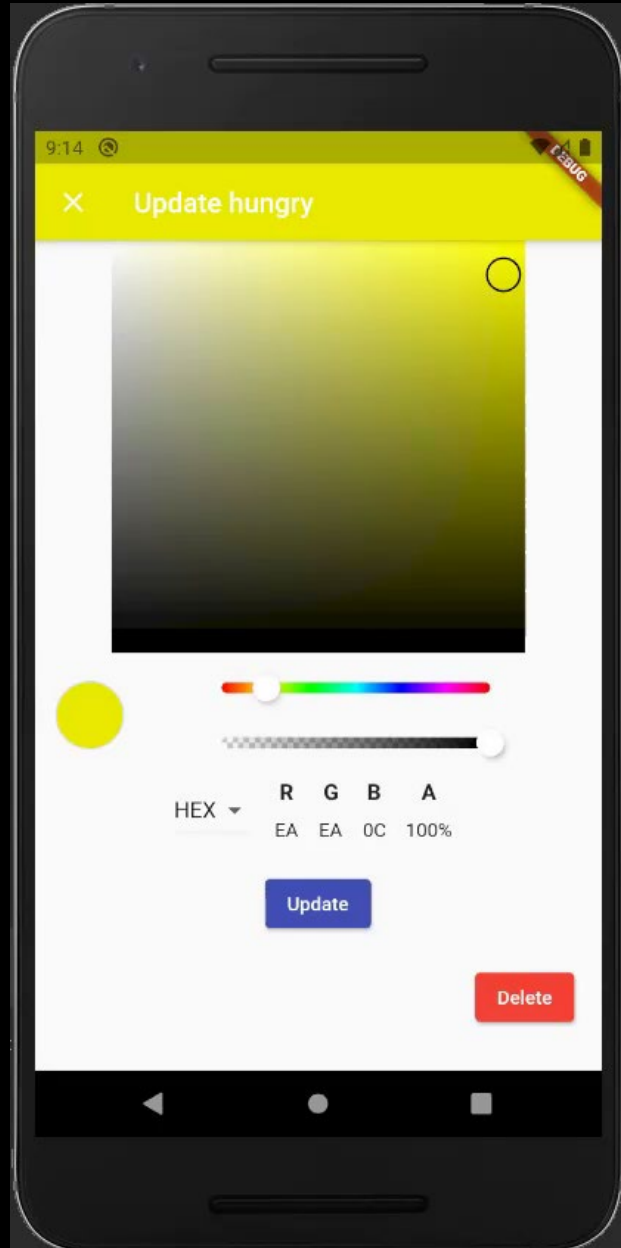 9:14
DEBUG
Update hungry
R G B A
HEX
EA EA 0C 100%
Update
Delete